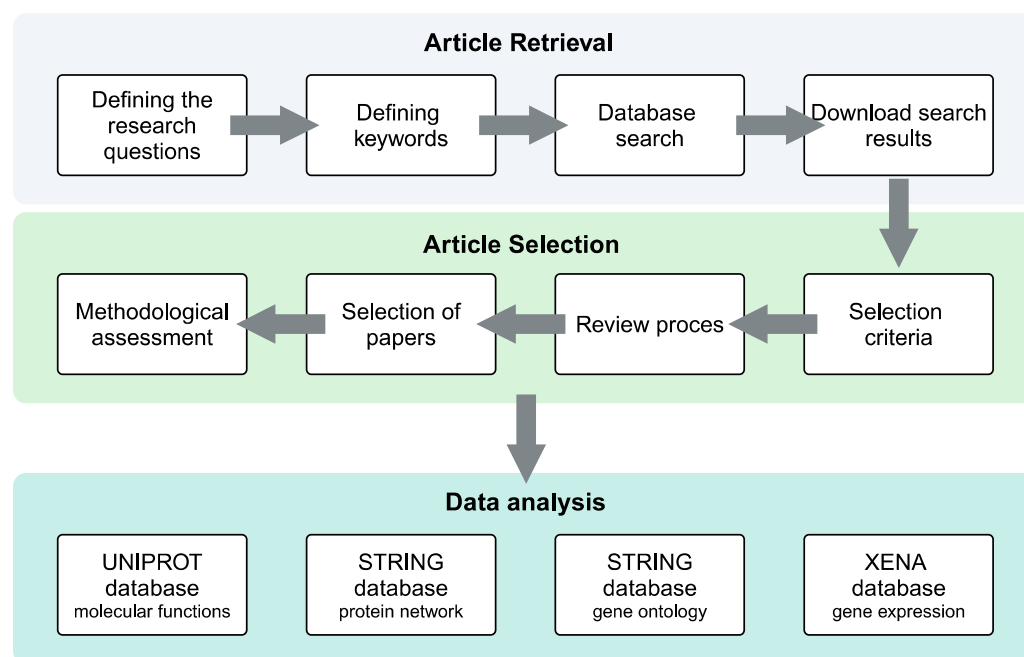 Article Retrieval
Defining the
research
questions
Defining
keywords
Database
search
Download search
results
Article Selection
Methodological
assessment
Selection of
papers
Review proces
Selection
criteria
Data analysis
UNIPROT
database
molecular functions
STRING
database
protein network
STRING
database
gene ontology
XENA
database
gene expression